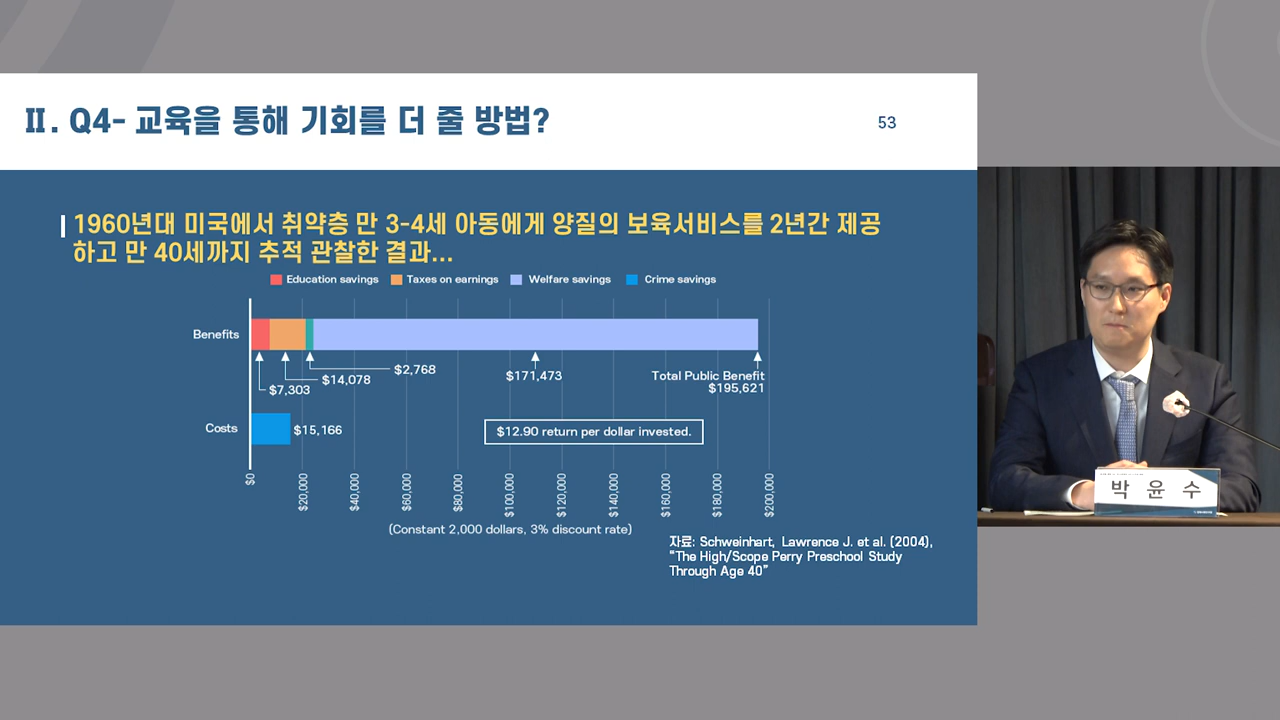 II. Q4- 교육을 통해 기회를 더 줄 방법?
53
1960년대 미국에서 취약층 만 3-4세 아동에게 양질의 보육서비스를 2년간 제공
하고 만 40세까지 추적 관찰한 결과...
Education savings Taxes on earnings Welfare savings Crime savings
Benefits
$7,303
$14,078
$2,768
$171,473
Total Public Benefit
$195,621
Costs
$15,166
$12.90 return per dollar invested.
$0 $20,000 $40,000 $60,000 $80,000 $100,000 $120,000 $140,000 $160,000 $180,000 $200,000
(Constant 2,000 dollars, 3% discount rate)
자료: Schweinhart, Lawrence J. et al. (2004),
“The High/Scope Perry Preschool Study
Through Age 40”
박 윤 수